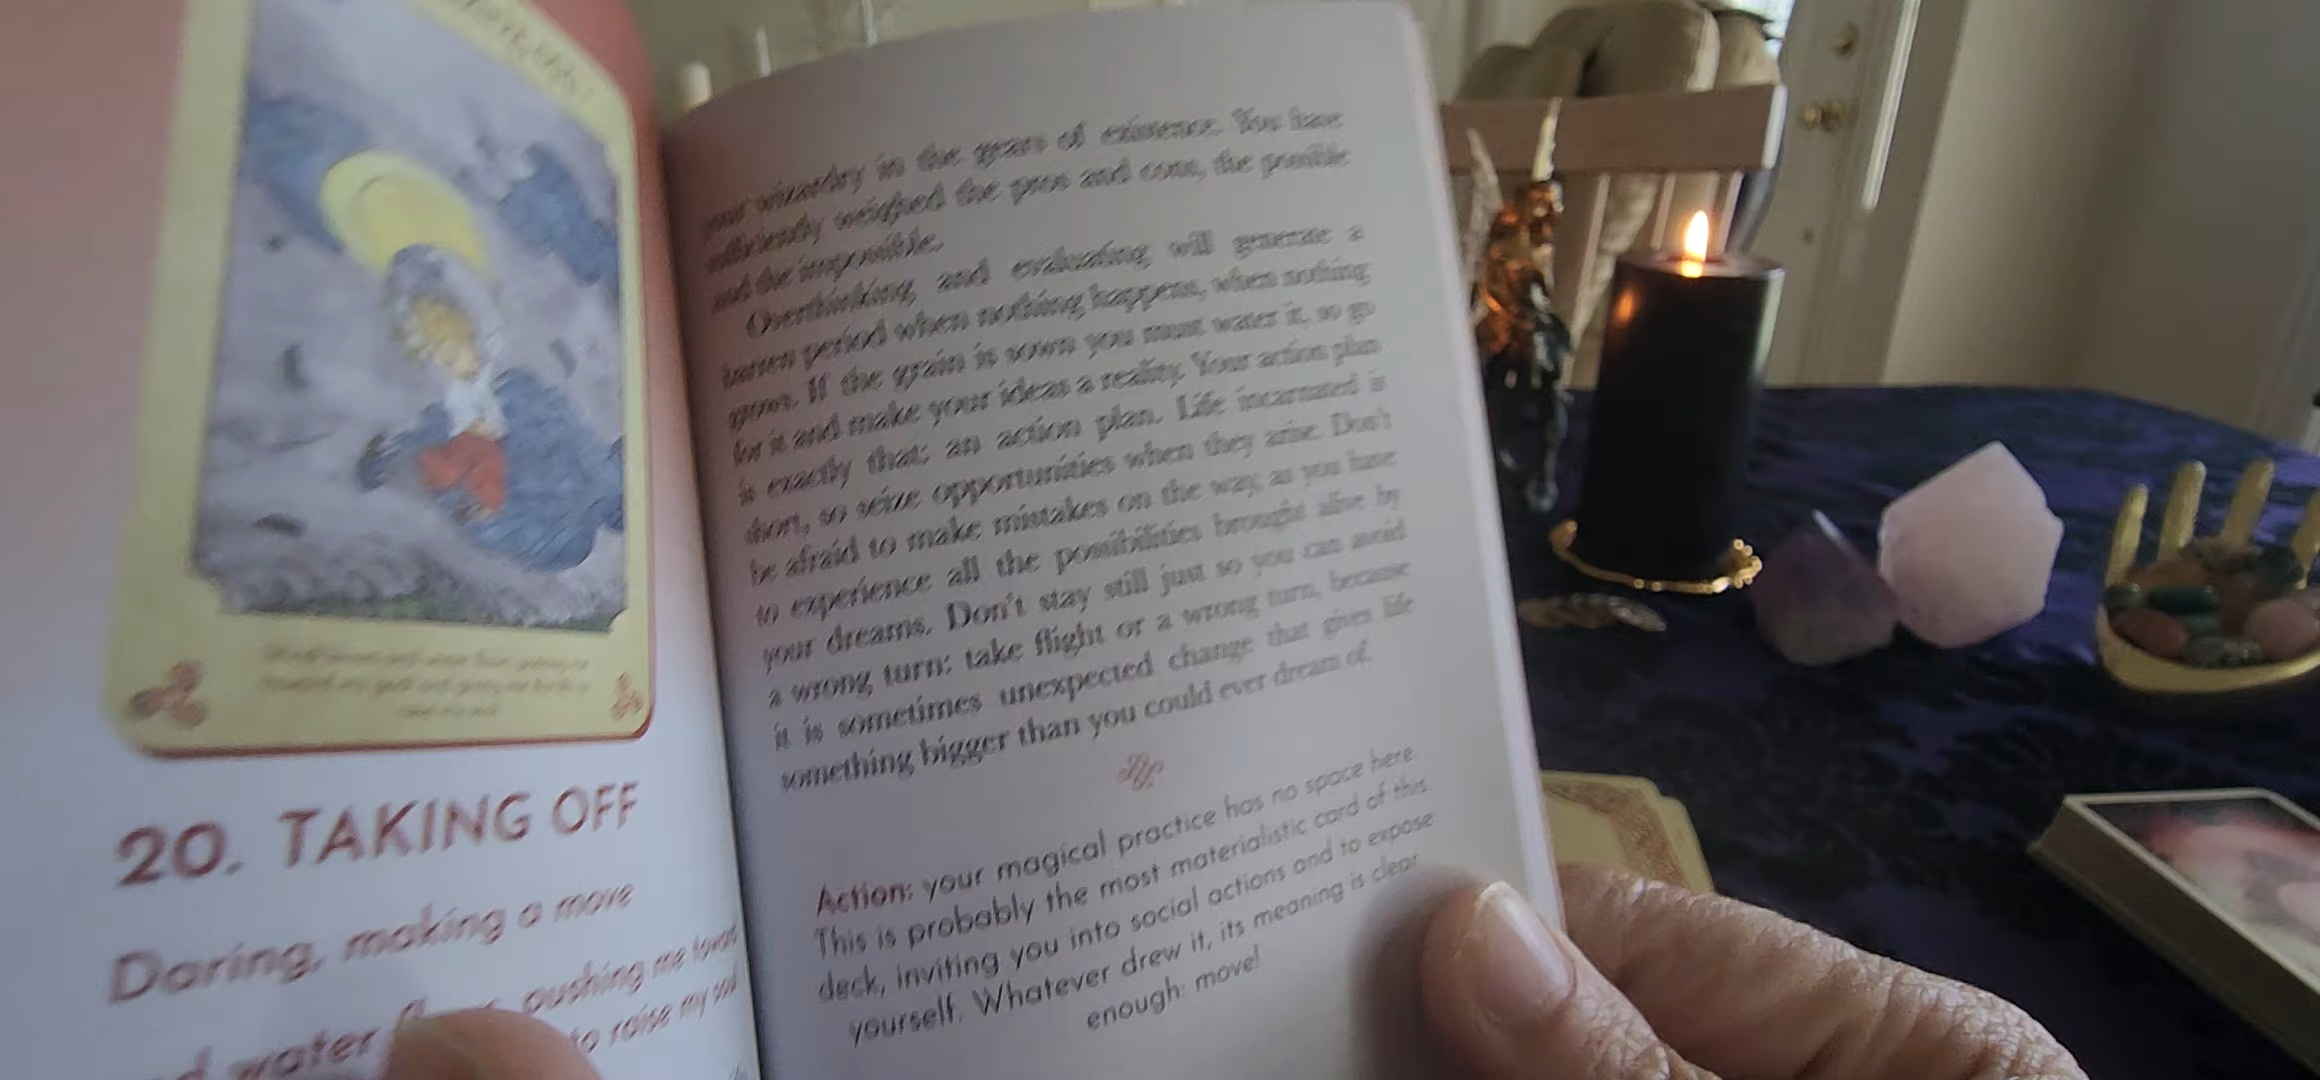 20. TAKING OFF
Daring, making a move
water pushing me
to raise my soul
your wizardry in the gears of existence. You have
sufficiently weighed the pros and cons, the possible
and the impossible.
Overthinking and evaluating will generate a
barren period when nothing happens, when nothing
grows. If the grain is sown you must water it, so go
for it and make your ideas a reality. Your action plan
is exactly that: an action plan. Life incarnated is
short, so seize opportunities when they arise. Don't
be afraid to make mistakes on the way, as you have
to experience all the possibilities brought alive by
your dreams. Don't stay still just so you can avoid
a wrong turn: take flight or a wrong turn, because
it is sometimes unexpected change that gives life
something bigger than you could ever dream of.
Action: your magical practice has no space here
This is probably the most materialistic card of this
deck, inviting you into social actions and to expose
yourself. Whatever drew it, its meaning is clear
enough: move!